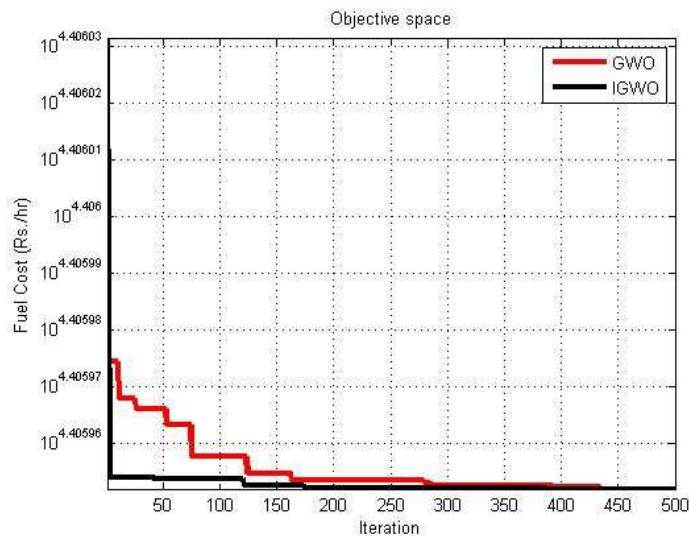 Objective space
10^4.40603
10^4.40602
10^4.40601
10^4.406
10^4.40599
10^4.40598
10^4.40597
10^4.40596
Fuel Cost (Rs./hr)
GWO
IGWO
50 100 150 200 250 300 350 400 450 500
Iteration